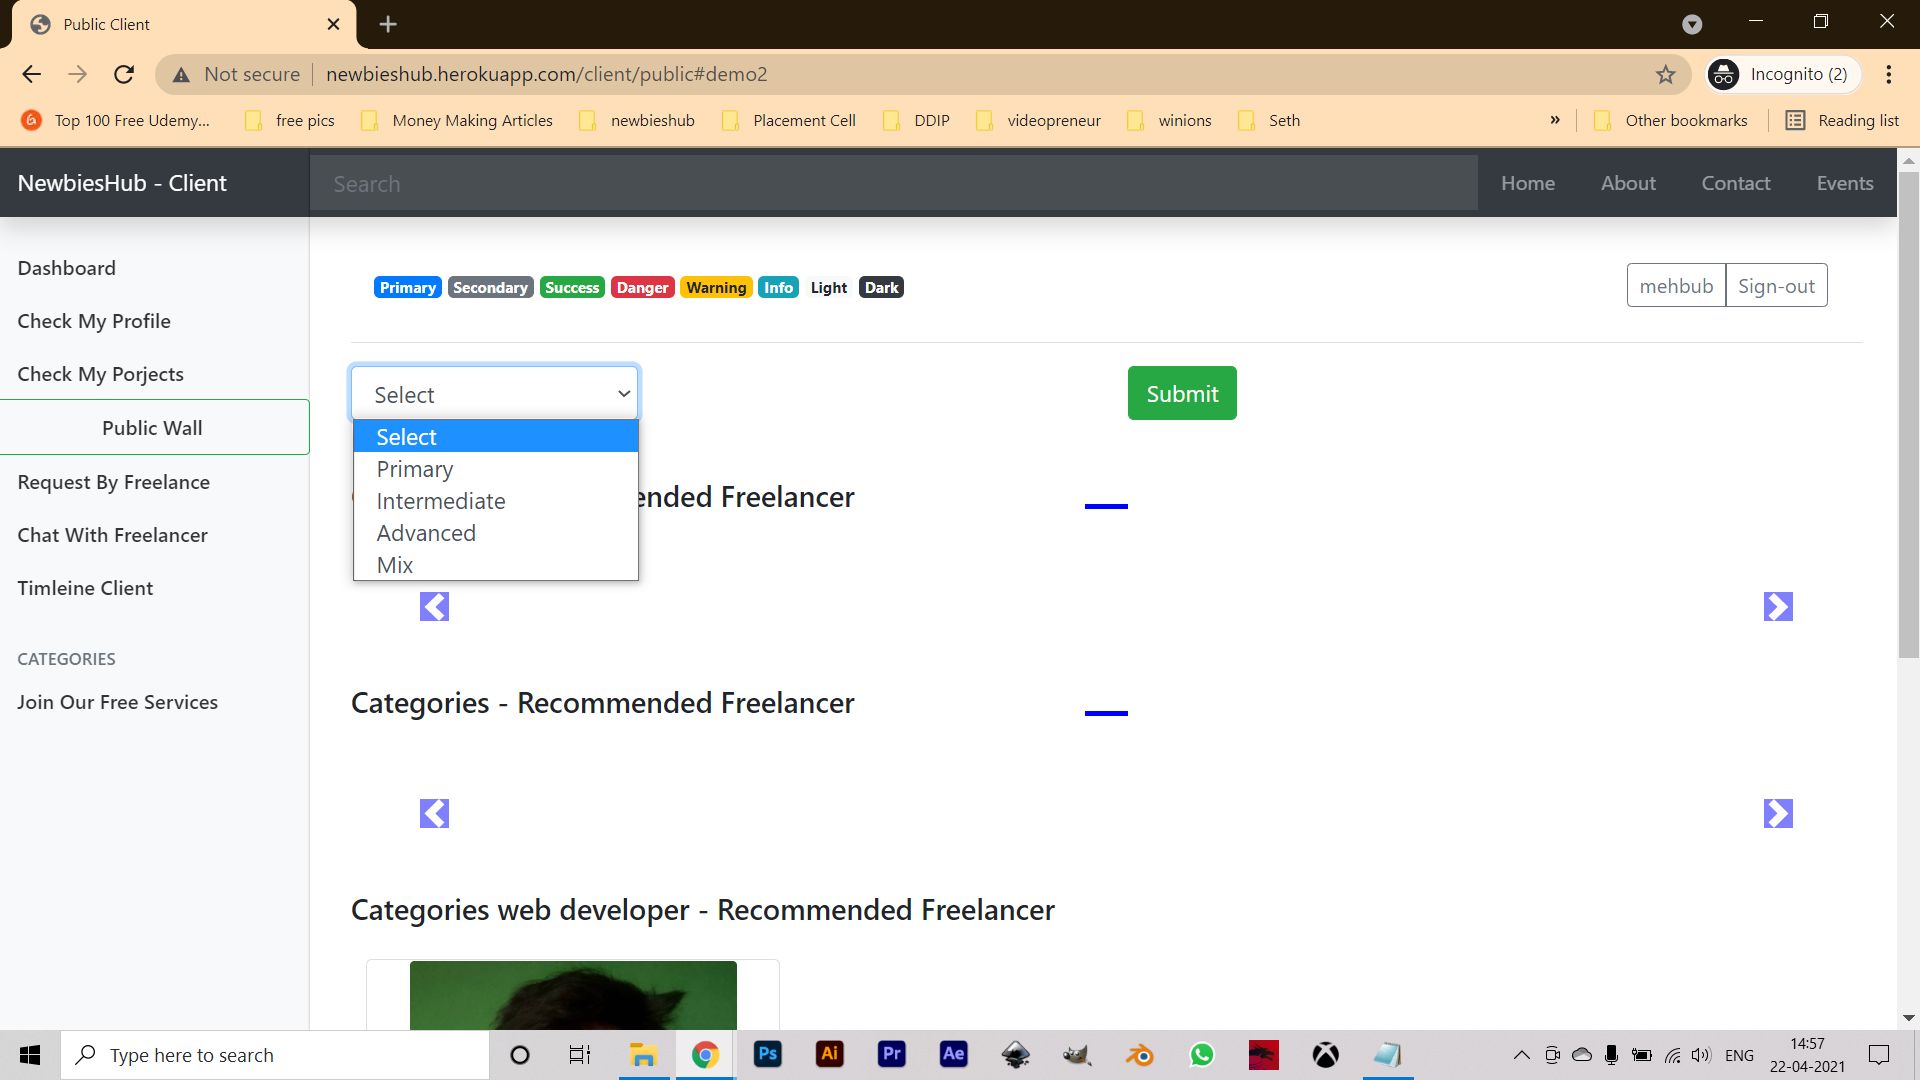 Public Client
Not secure newbieshub.herokuapp.com/client/public#demo2 Incognito (2)
Top 100 Free Udemy... free pics Money Making Articles newbieshub Placement Cell DDIP videopreneur winions Seth » Other bookmarks Reading list
NewbiesHub - Client Search Home About Contact Events
Dashboard
Check My Profile
Check My Porjects
Public Wall
Request By Freelance
Chat With Freelancer
Timleine Client
CATEGORIES
Join Our Free Services
Primary Secondary Success Danger Warning Info Light Dark mehbub Sign-out
Select Submit
Select
Primary
Intermediate
Advanced
Mix
ended Freelancer
Categories - Recommended Freelancer
Categories web developer - Recommended Freelancer
Type here to search Ps Ai Pr Ae ENG 14:57
22-04-2021